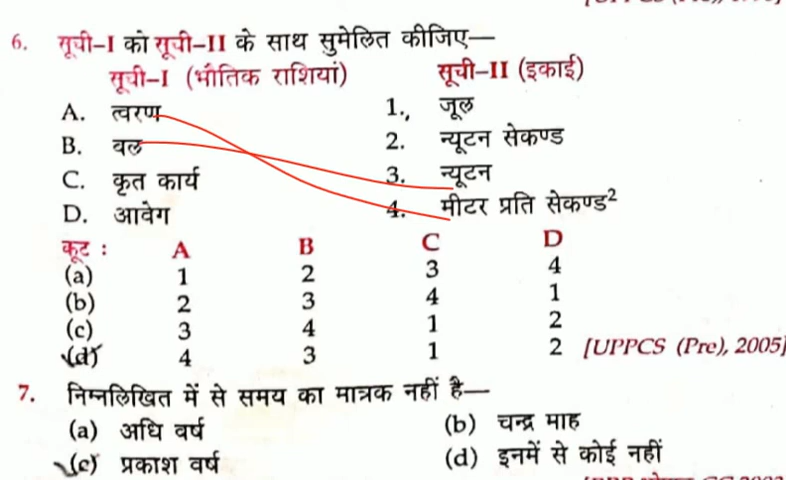 6. सूची–I को सूची–II के साथ सुमेलित कीजिए—
सूची–I (भौतिक राशियां) सूची–II (इकाई)
A. त्वरण 1. जूल
B. बल 2. न्यूटन सेकण्ड
C. कृत कार्य 3. न्यूटन
D. आवेग 4. मीटर प्रति सेकण्ड²
कूट : A B C D
(a) 1 2 3 4
(b) 2 3 4 1
(c) 3 4 1 2
(d) 4 3 1 2 [UPPCS (Pre), 2005]
7. निम्नलिखित में से समय का मात्रक नहीं है—
(a) अधि वर्ष (b) चन्द्र माह
(c) प्रकाश वर्ष (d) इनमें से कोई नहीं